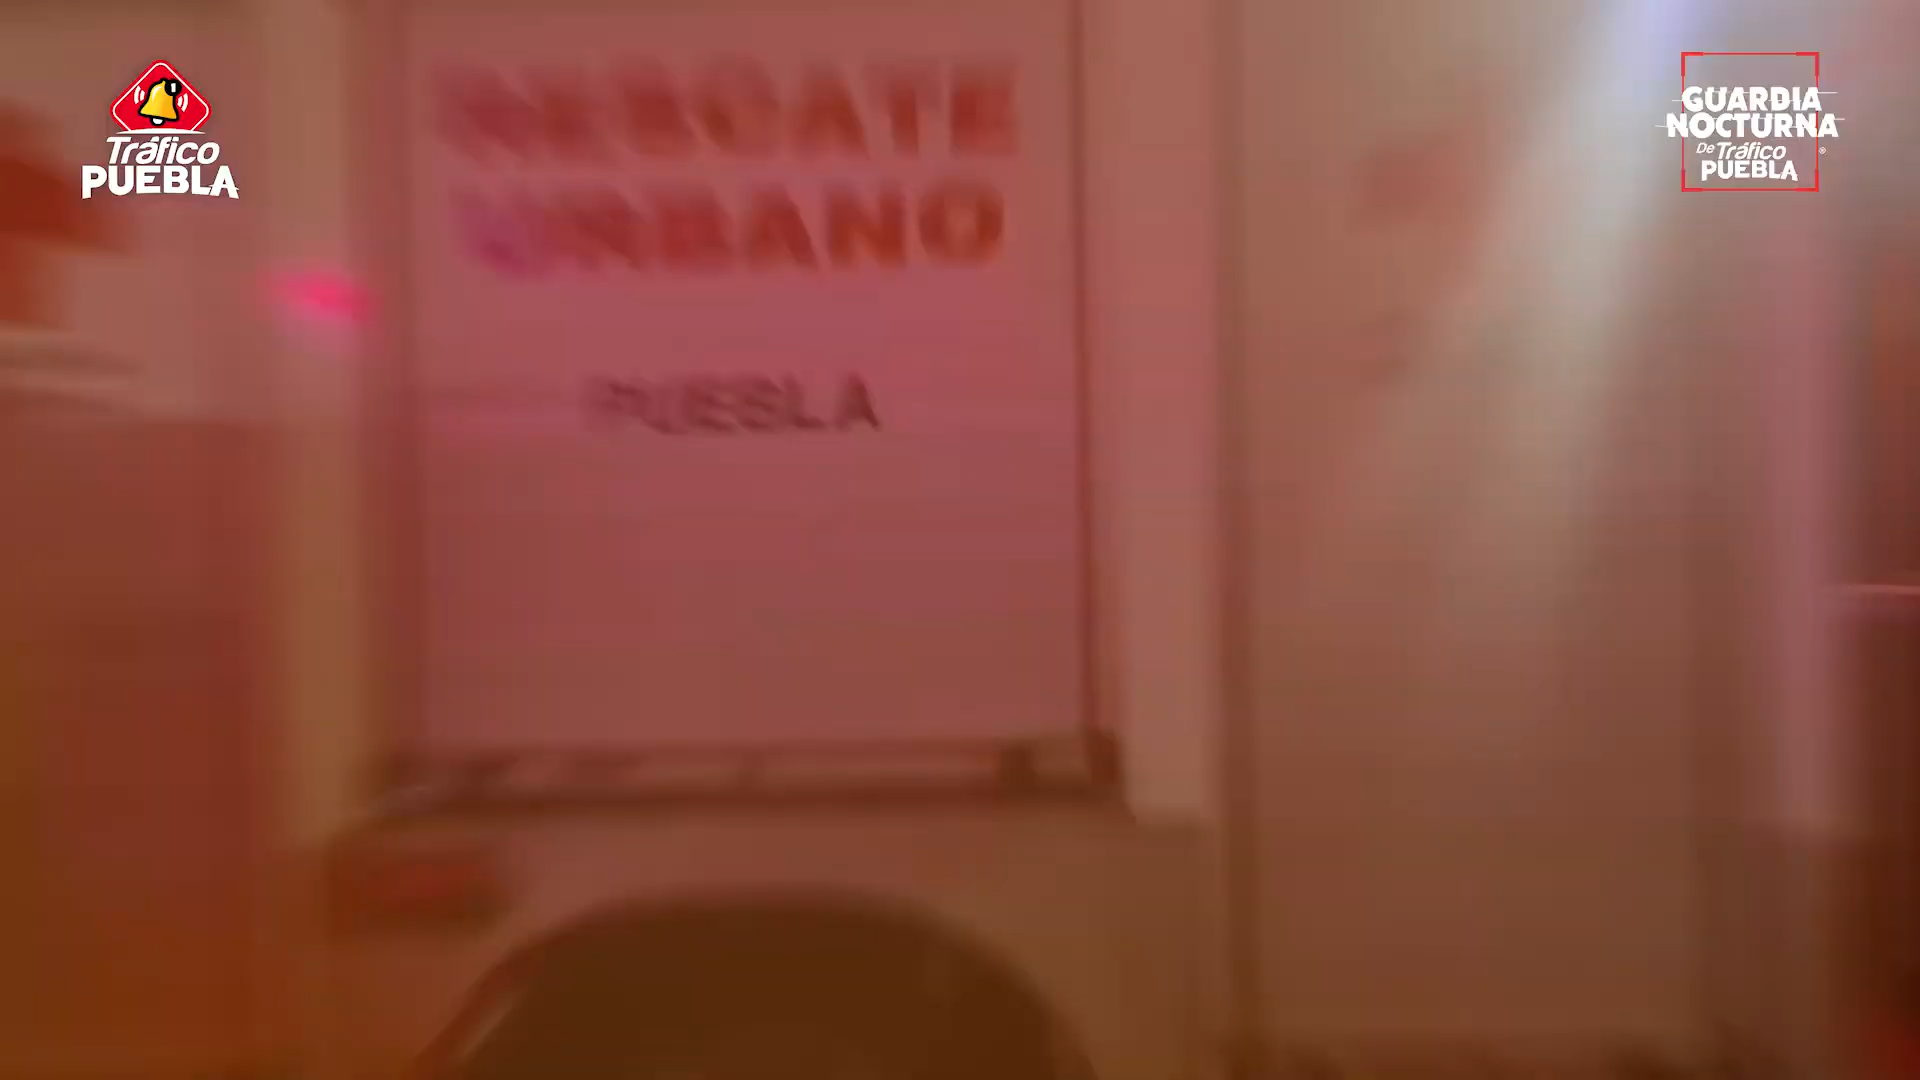 Tráfico
PUEBLA
RESCATE
URBANO
PUEBLA
GUARDIA
NOCTURNA
De Tráfico
PUEBLA